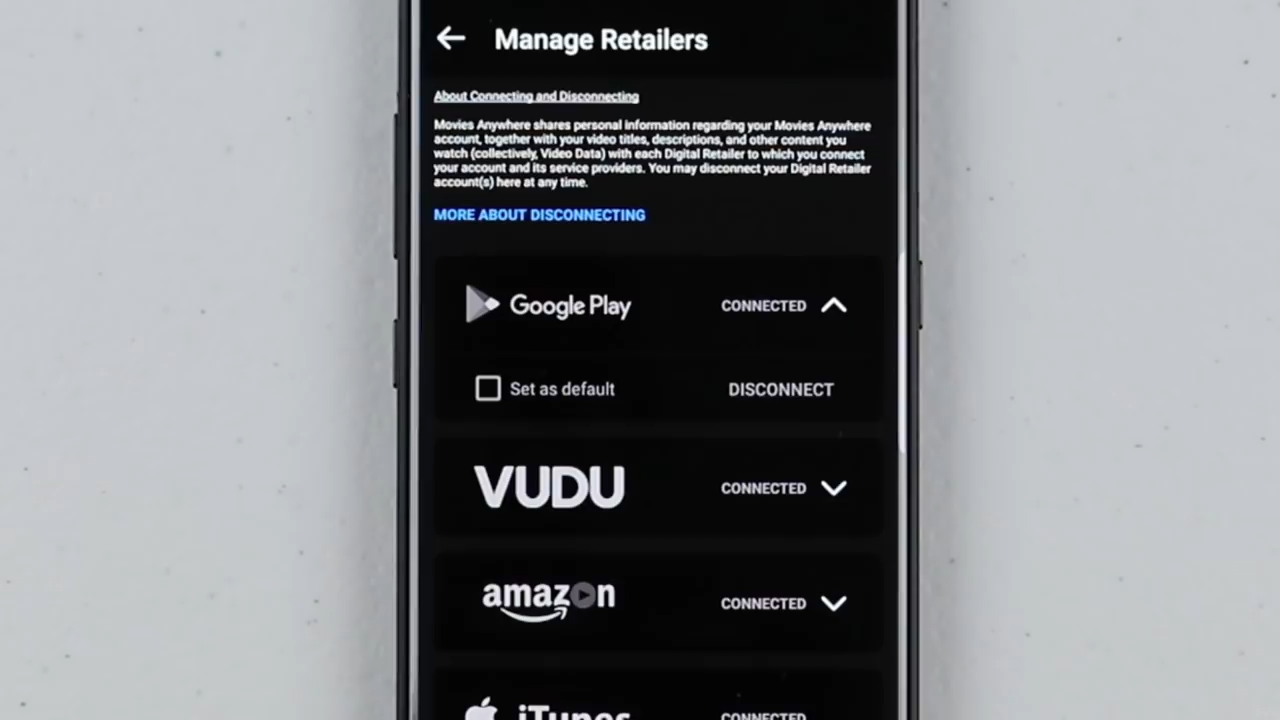 Manage Retailers
About Connecting and Disconnecting
Movies Anywhere shares personal information regarding your Movies Anywhere
account, together with your video titles, descriptions, and other content you
watch (collectively, Video Data) with each Digital Retailer to which you connect
your account and its service providers. You may disconnect your Digital Retailer
account(s) here at any time.
MORE ABOUT DISCONNECTING
Google Play CONNECTED
Set as default DISCONNECT
VUDU CONNECTED
amazon CONNECTED
iTunes CONNECTED